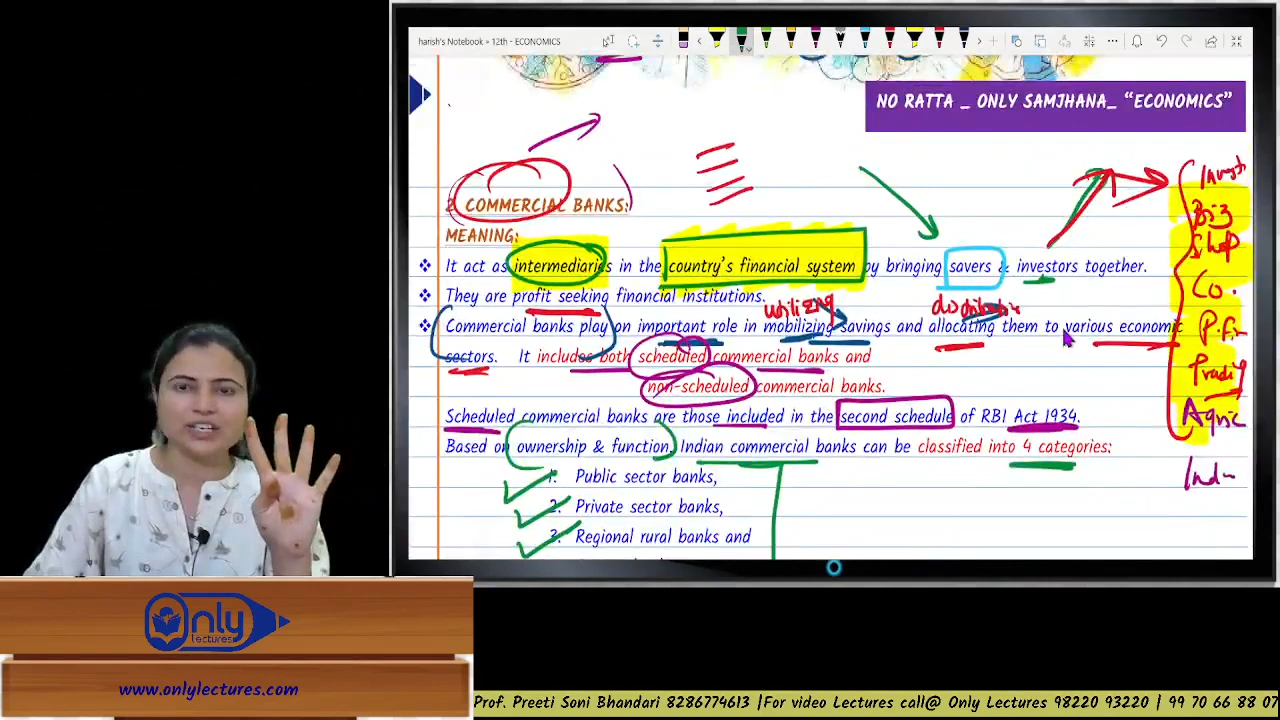 harish's Notebook » 12th - ECONOMICS
NO RATTA _ ONLY SAMJHANA_ "ECONOMICS"
2. COMMERCIAL BANKS:
MEANING:
It act as intermediaries in the country's financial system by bringing savers & investors together.
They are profit seeking financial institutions.
utilizing
Commercial banks play on important role in mobilizing savings and allocating them to various economic
sectors. It includes both scheduled commercial banks and
non-scheduled commercial banks.
Scheduled commercial banks are those included in the second schedule of RBI Act 1934.
Based on ownership & function, Indian commercial banks can be classified into 4 categories:
1. Public sector banks,
2. Private sector banks,
3. Regional rural banks and
Biz
Co.
Only
lectures
www.onlylectures.com
Prof. Preeti Soni Bhandari 8286774613 |For video Lectures call@ Only Lectures 98220 93220 | 99 70 66 88 07